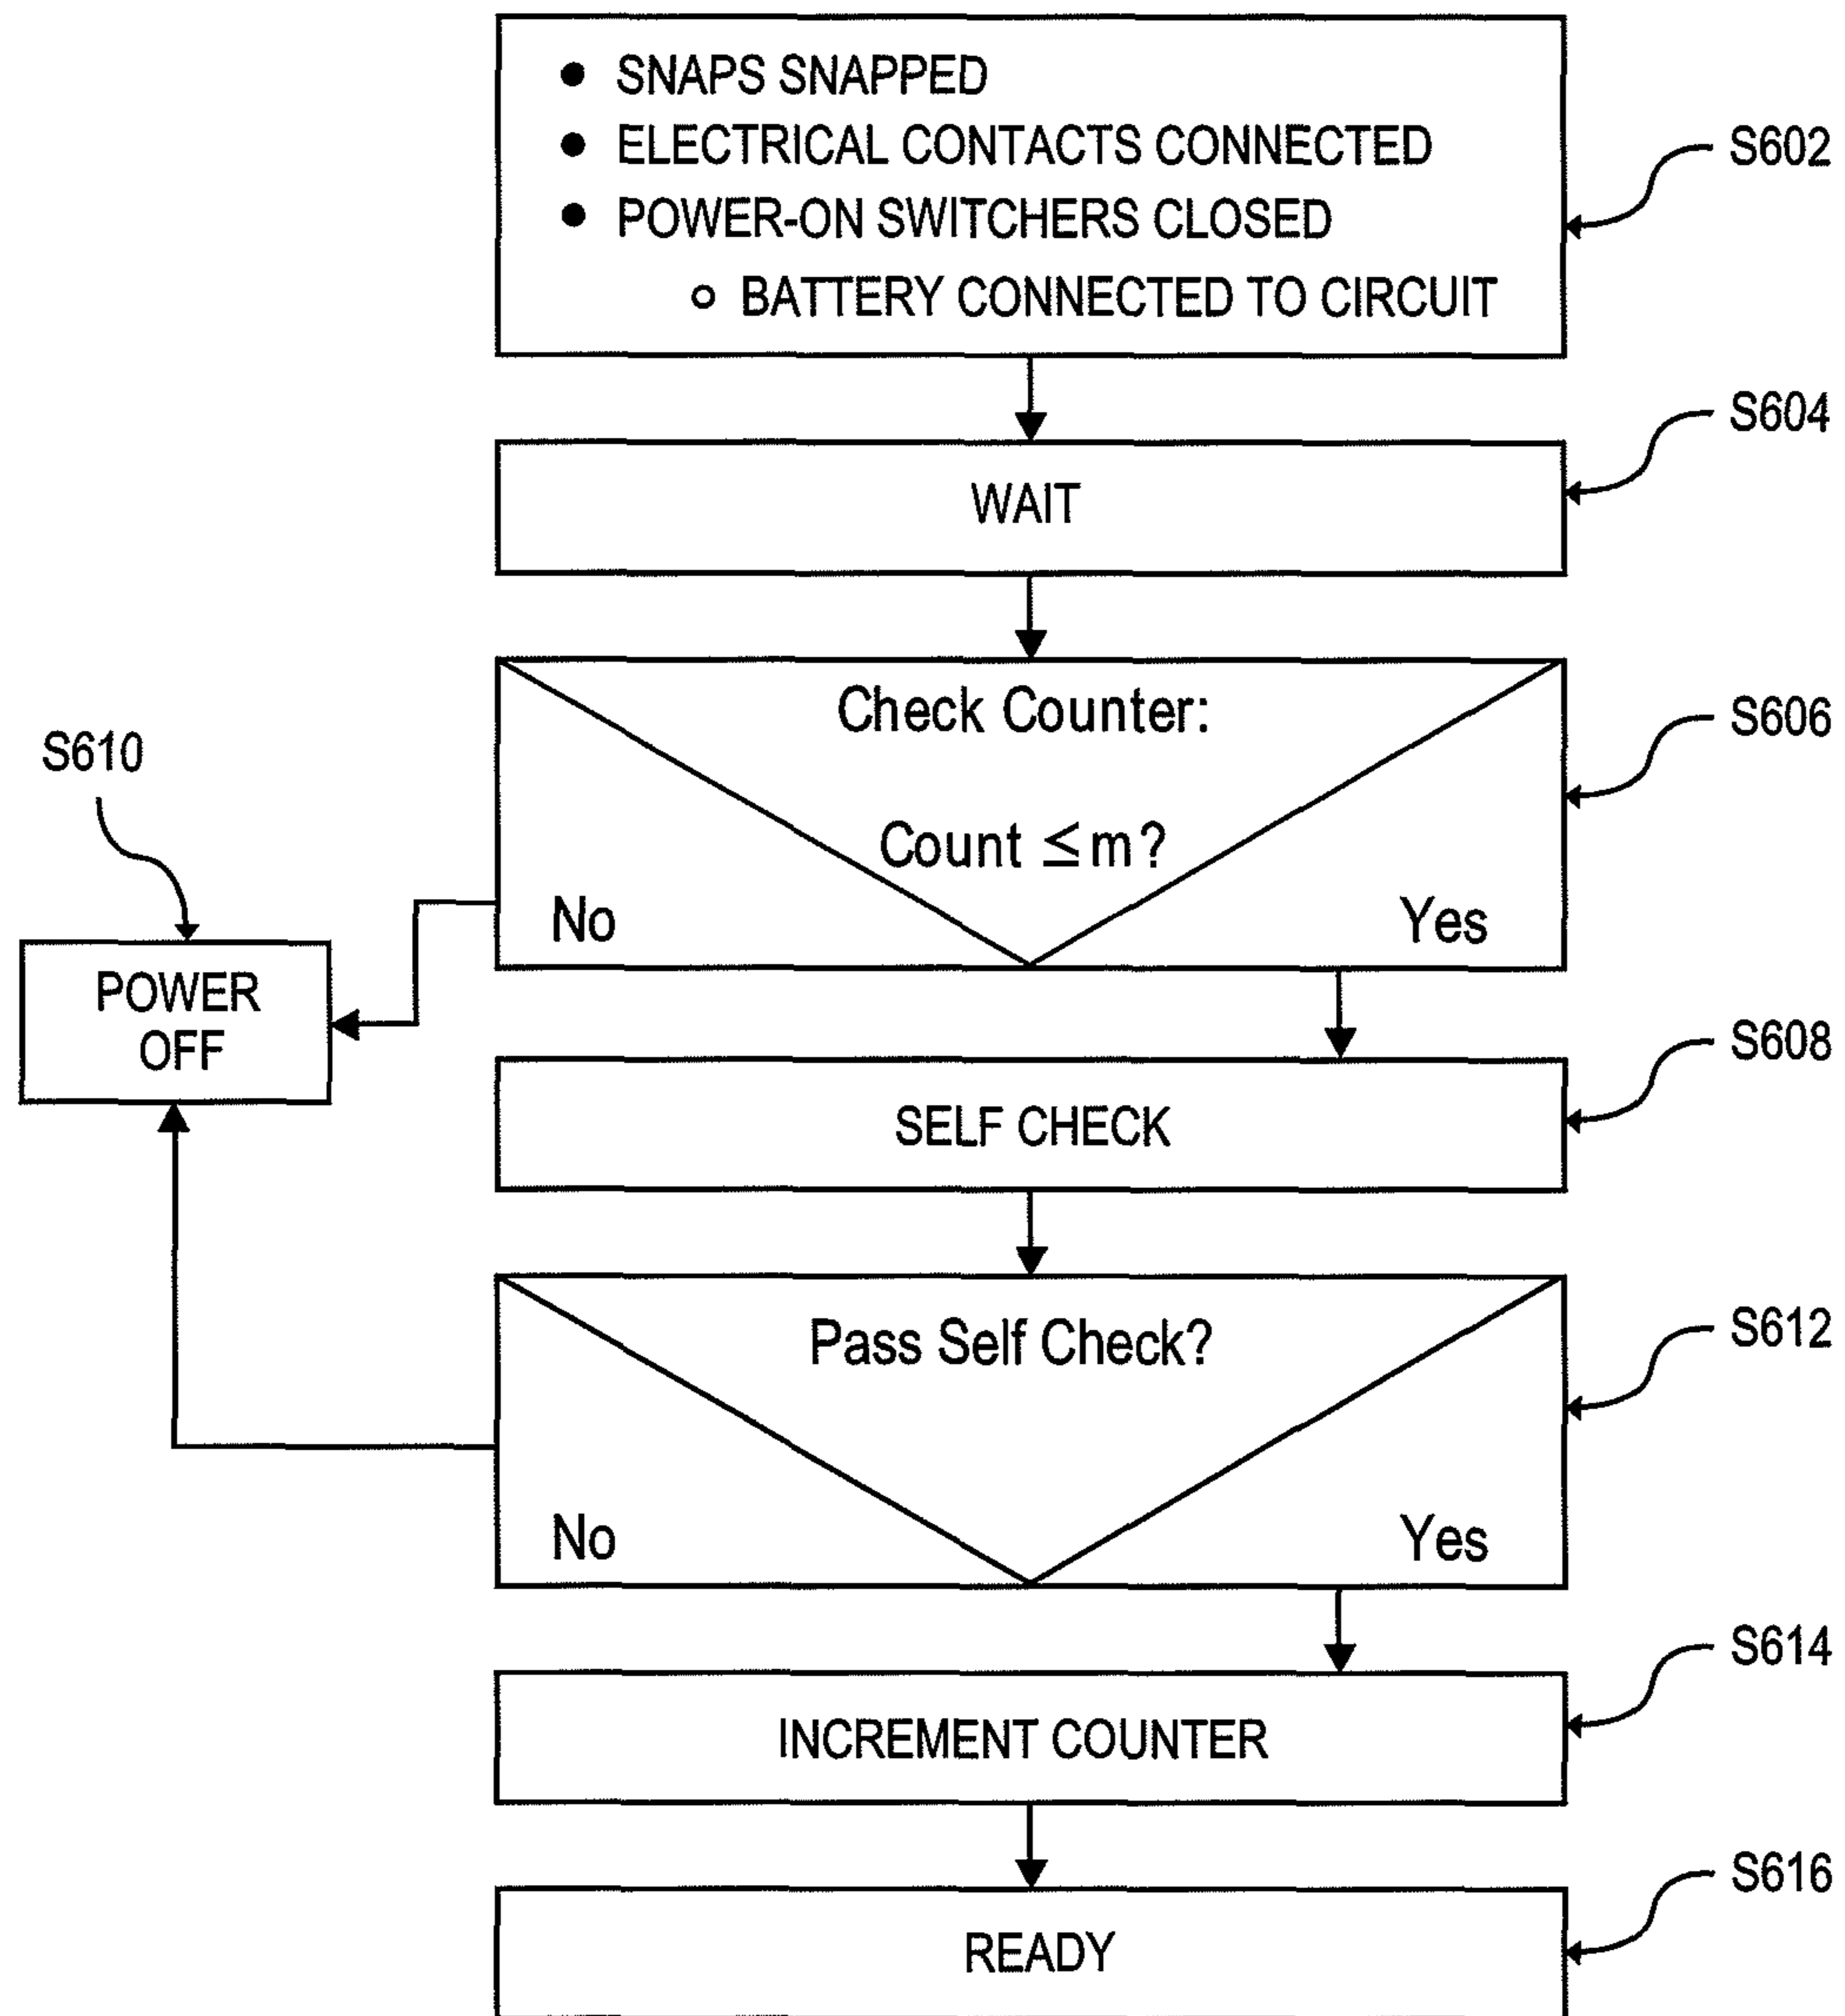 ● SNAPS SNAPPED
● ELECTRICAL CONTACTS CONNECTED
● POWER-ON SWITCHERS CLOSED
○ BATTERY CONNECTED TO CIRCUIT
S602
S604
WAIT
S606
Check Counter:
Count ≤m?
No
Yes
S610
POWER
OFF
S608
SELF CHECK
S612
Pass Self Check?
No
Yes
S614
INCREMENT COUNTER
S616
READY